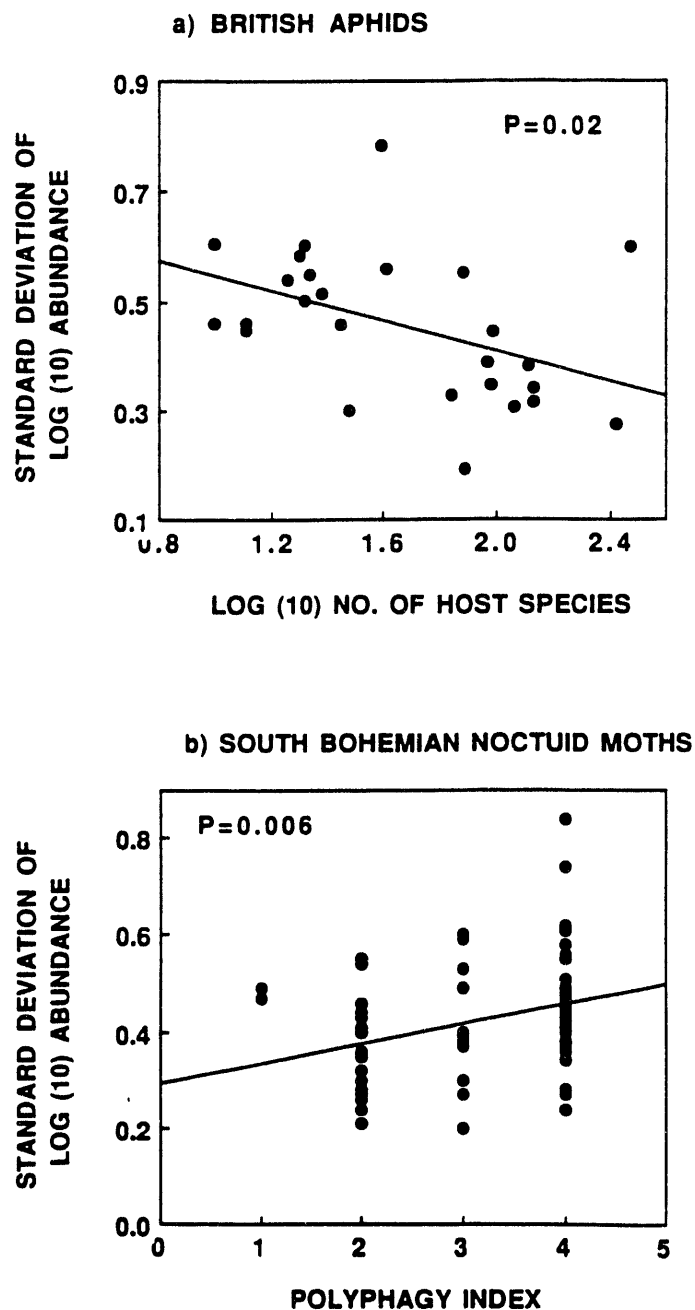 a) BRITISH APHIDS
STANDARD DEVIATION OF
LOG (10) ABUNDANCE
0.9
0.7
0.5
0.3
0.1
P=0.02
0.8 1.2 1.6 2.0 2.4
LOG (10) NO. OF HOST SPECIES
b) SOUTH BOHEMIAN NOCTUID MOTHS
STANDARD DEVIATION OF
LOG (10) ABUNDANCE
0.8
0.6
0.4
0.2
0.0
P=0.006
0 1 2 3 4 5
POLYPHAGY INDEX